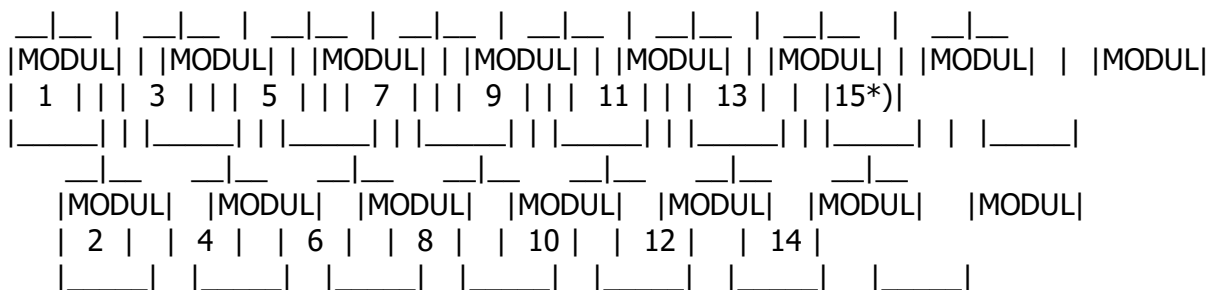 __|__ | __|__ | __|__ | __|__ | __|__ | __|__ | __|__ | __|__
|MODUL| | |MODUL| | |MODUL| | |MODUL| | |MODUL| | |MODUL| | |MODUL| | |MODUL|
| 1 | | | 3 | | | 5 | | | 7 | | | 9 | | | 11 | | | 13 | | |15*)|
|_____| | |_____| | |_____| | |_____| | |_____| | |_____| | |_____| | |_____|
__|__ __|__ __|__ __|__ __|__ __|__ __|__
|MODUL| |MODUL| |MODUL| |MODUL| |MODUL| |MODUL| |MODUL|
| 2 | | 4 | | 6 | | 8 | | 10 | | 12 | | 14 |
|_____| |_____| |_____| |_____| |_____| |_____| |_____|